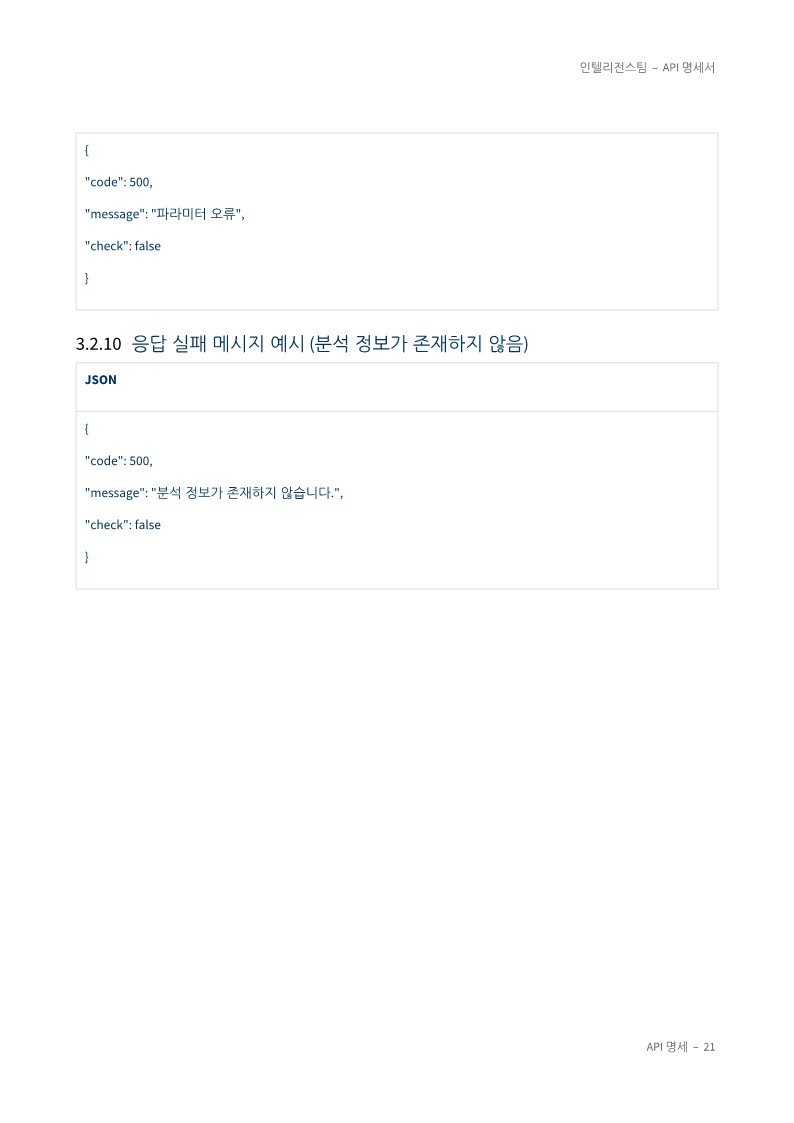 인텔리전스팀 – API 명세서
{
"code": 500,
"message": "파라미터 오류",
"check": false
}
3.2.10 응답 실패 메시지 예시 (분석 정보가 존재하지 않음)
JSON
{
"code": 500,
"message": "분석 정보가 존재하지 않습니다.",
"check": false
}
API 명세 – 21